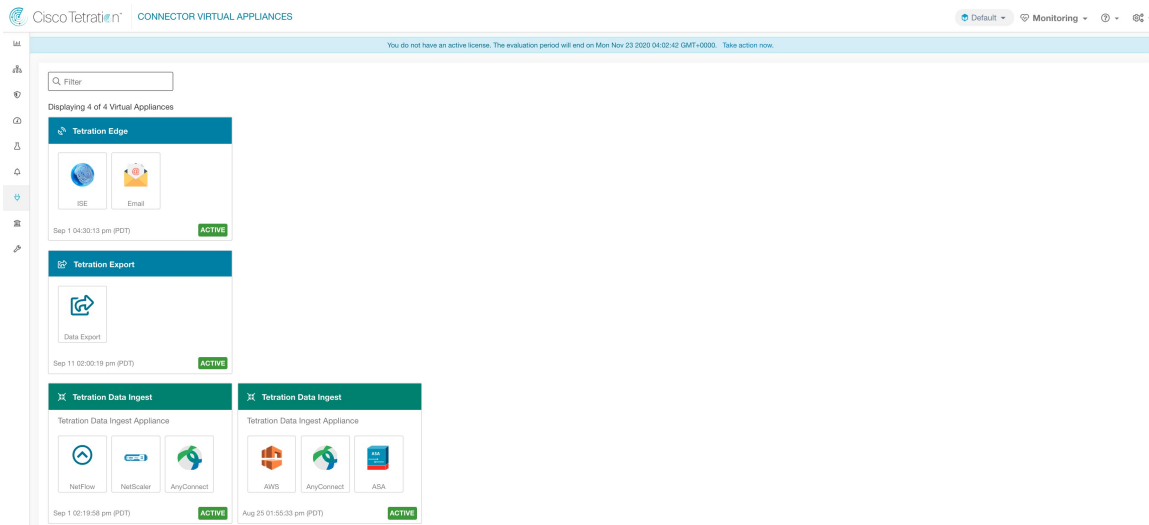 Cisco Tetration™ CONNECTOR VIRTUAL APPLIANCES Default Monitoring
You do not have an active license. The evaluation period will end on Mon Nov 23 2020 04:02:42 GMT+0000. Take action now.
Filter
Displaying 4 of 4 Virtual Appliances
Tetration Edge
ISE Email
Sep 1 04:30:13 pm (PDT) ACTIVE
Tetration Export
Data Export
Sep 11 02:00:19 pm (PDT) ACTIVE
Tetration Data Ingest Tetration Data Ingest
Tetration Data Ingest Appliance Tetration Data Ingest Appliance
ASA
NetFlow NetScaler AnyConnect AWS AnyConnect ASA
Sep 1 02:19:58 pm (PDT) ACTIVE Aug 25 01:55:33 pm (PDT) ACTIVE